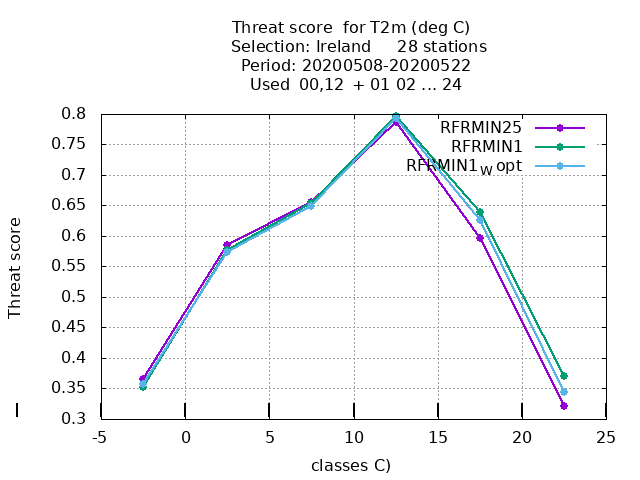 Threat score for T2m (deg C)
Selection: Ireland 28 stations
Period: 20200508-20200522
Used 00,12 + 01 02 ... 24
RFRMIN25
RFRMIN1
RFRMIN1W opt
0.8
0.75
0.7
0.65
0.6
0.55
0.5
0.45
0.4
0.35
0.3
Threat score
-5
0
5
10
15
20
25
classes C)